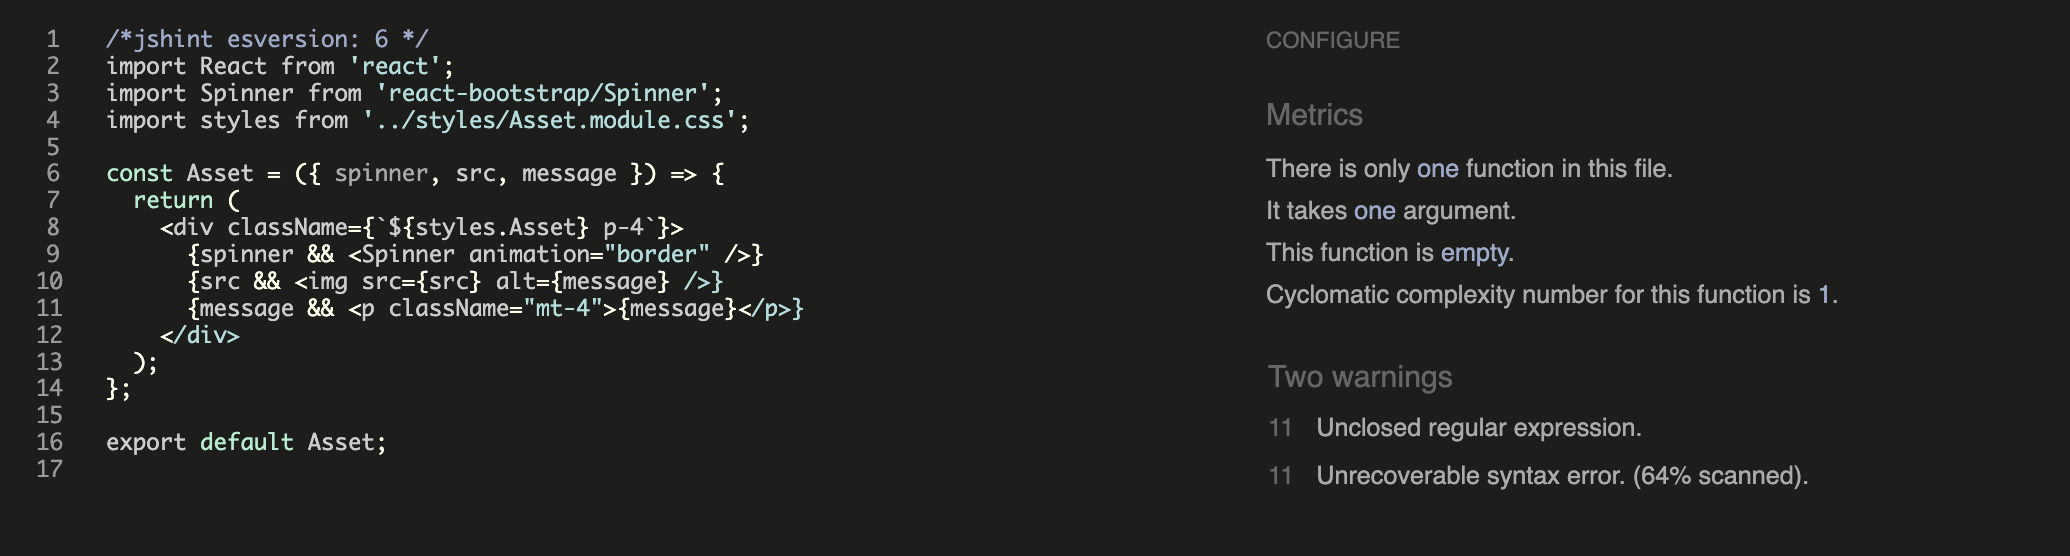 1 /*jshint esversion: 6 */
2 import React from 'react';
3 import Spinner from 'react-bootstrap/Spinner';
4 import styles from '../styles/Asset.module.css';
5
6 const Asset = ({ spinner, src, message }) => {
7   return (
8     <div className={`${styles.Asset} p-4`}>
9       {spinner && <Spinner animation="border" />}
10       {src && <img src={src} alt={message} />}
11       {message && <p className="mt-4">{message}</p>}
12     </div>
13   );
14 };
15
16 export default Asset;
17
CONFIGURE
Metrics
There is only one function in this file.
It takes one argument.
This function is empty.
Cyclomatic complexity number for this function is 1.
Two warnings
11 Unclosed regular expression.
11 Unrecoverable syntax error. (64% scanned).